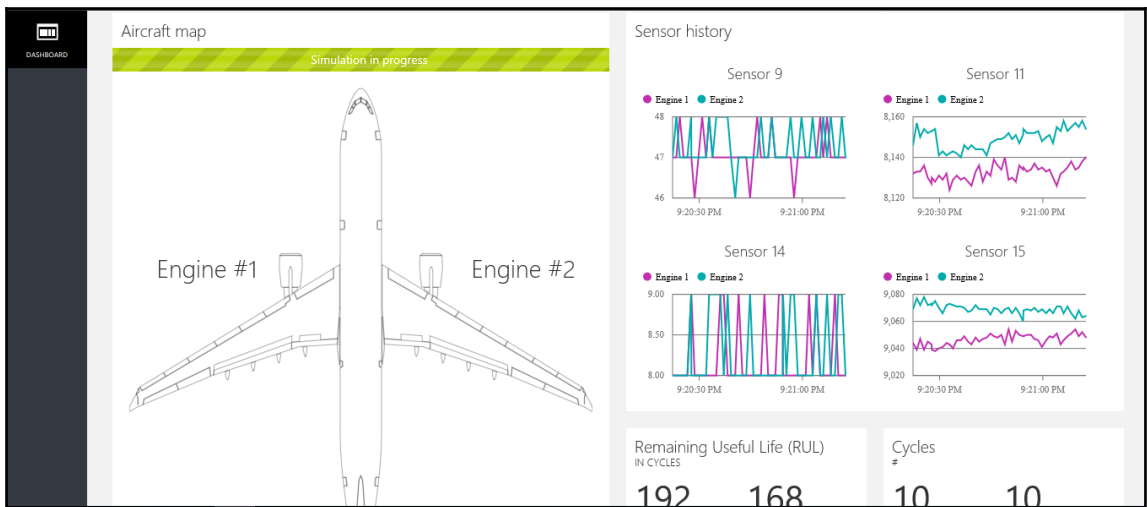 DASHBOARD
Aircraft map
Simulation in progress
Engine #1
Engine #2
Sensor history
Sensor 9
Engine 1 Engine 2
48
47
46
9:20:30 PM 9:21:00 PM
Sensor 11
Engine 1 Engine 2
8,160
8,140
8,120
9:20:30 PM 9:21:00 PM
Sensor 14
Engine 1 Engine 2
9.00
8.50
8.00
9:20:30 PM 9:21:00 PM
Sensor 15
Engine 1 Engine 2
9,080
9,060
9,040
9,020
9:20:30 PM 9:21:00 PM
Remaining Useful Life (RUL)
IN CYCLES
192 168
Cycles
#
10 10